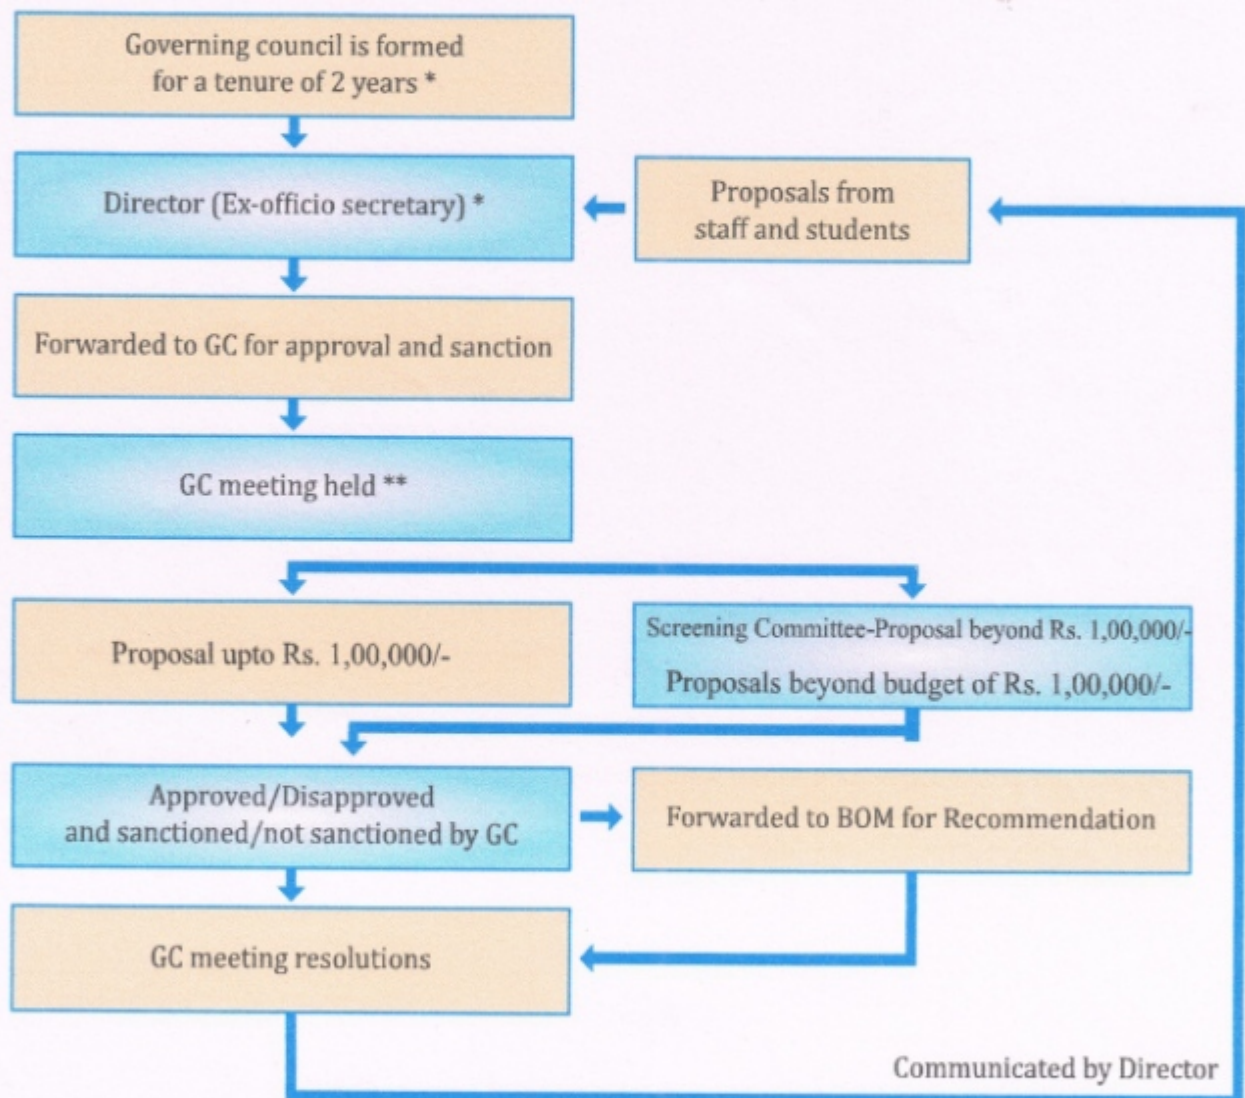 Governing council is formed
for a tenure of 2 years *
Director (Ex-officio secretary) *
Proposals from
staff and students
Forwarded to GC for approval and sanction
GC meeting held **
Proposal upto Rs. 1,00,000/-
Screening Committee-Proposal beyond Rs. 1,00,000/-
Proposals beyond budget of Rs. 1,00,000/-
Approved/Disapproved
and sanctioned/not sanctioned by GC
Forwarded to BOM for Recommendation
GC meeting resolutions
Communicated by Director